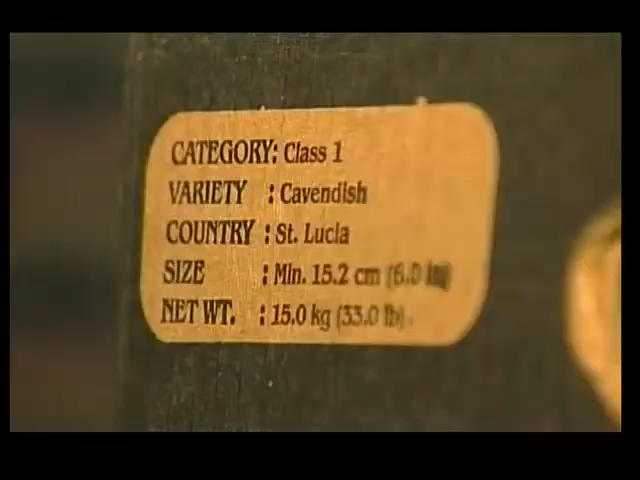 CATEGORY: Class 1
VARIETY : Cavendish
COUNTRY : St. Lucia
SIZE : Min. 15.2 cm (6.0 in)
NET WT. : 15.0 kg (33.0 lb).